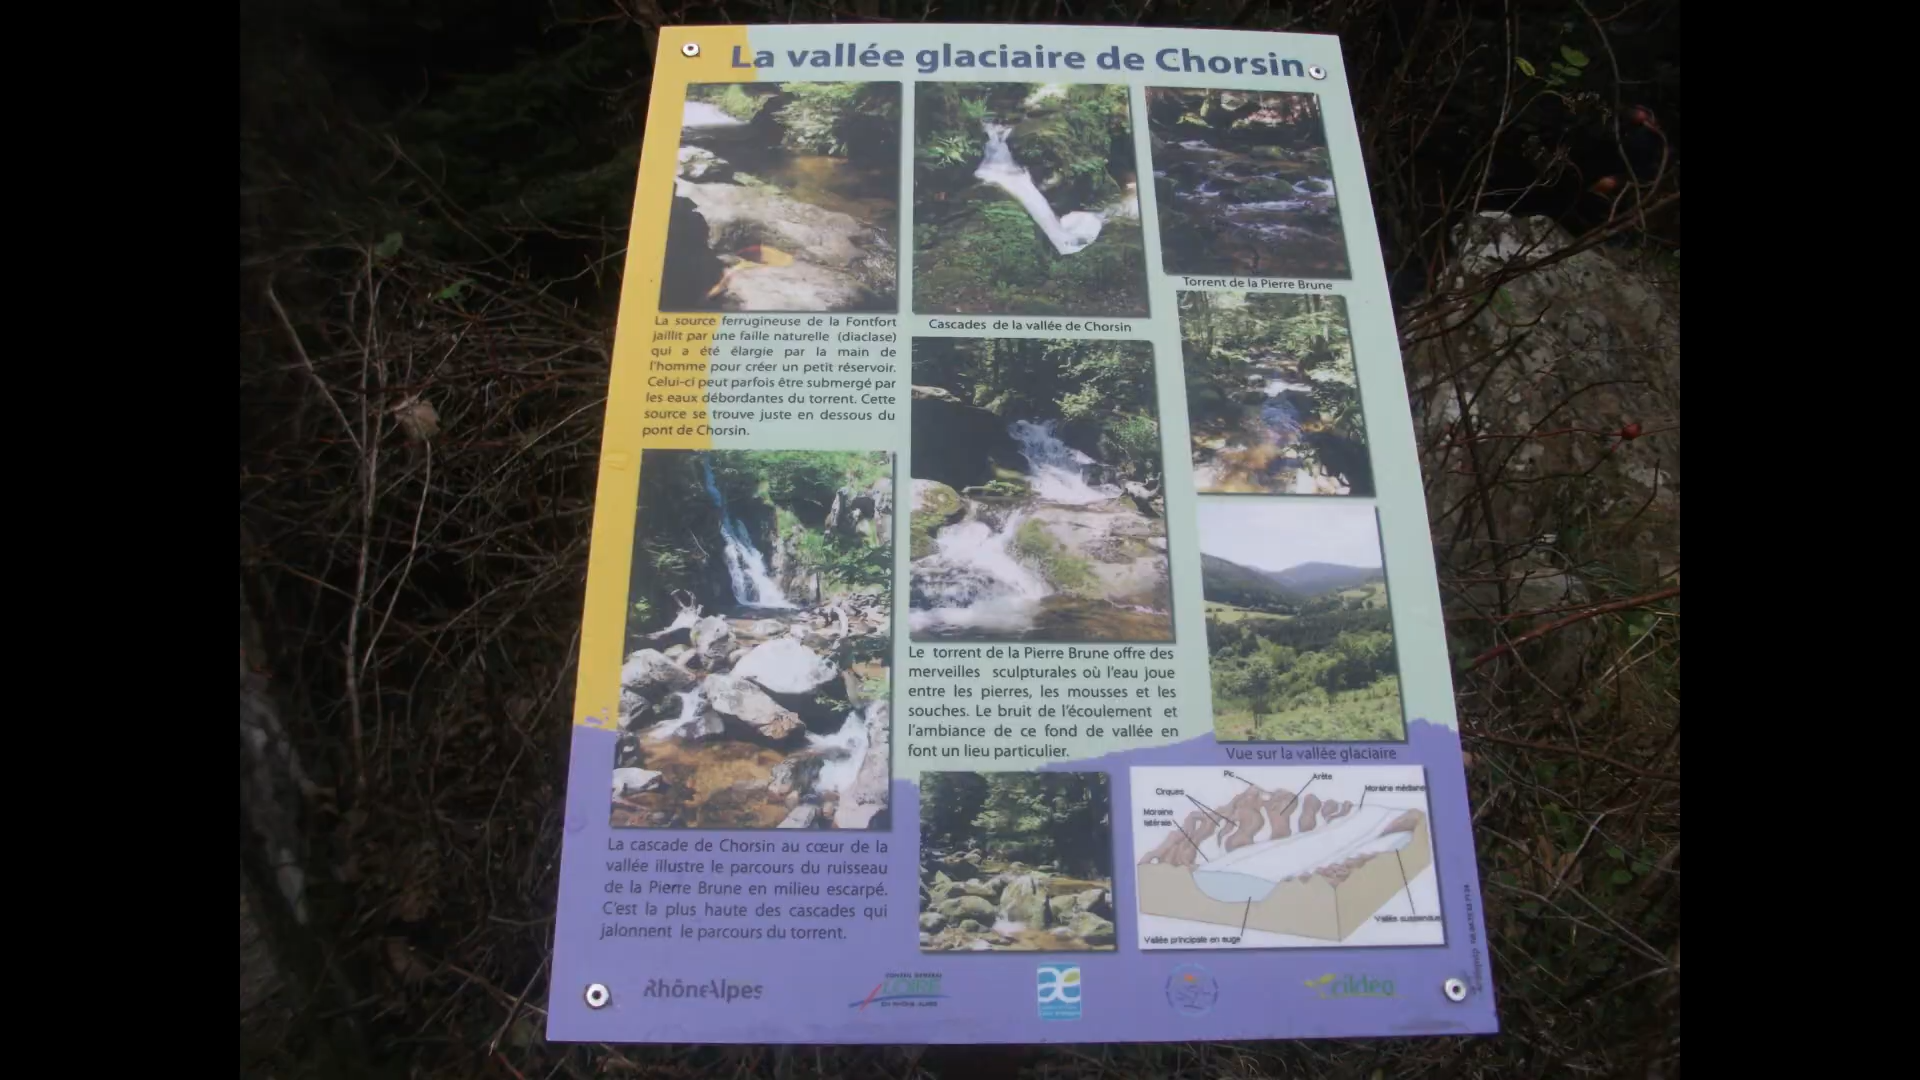 La vallée glaciaire de Chorsin
La source ferrugineuse de la Fontfort
jaillit par une faille naturelle (diaclase)
qui a été élargie par la main de
l'homme pour créer un petit réservoir.
Celui-ci peut parfois être submergé par
les eaux débordantes du torrent. Cette
source se trouve juste en dessous du
pont de Chorsin.
La cascade de Chorsin au cœur de la
vallée illustre le parcours du ruisseau
de la Pierre Brune en milieu escarpé.
C'est la plus haute des cascades qui
jalonnent le parcours du torrent.
Cascades de la vallée de Chorsin
Le torrent de la Pierre Brune offre des
merveilles sculpturales où l'eau joue
entre les pierres, les mousses et les
souches. Le bruit de l'écoulement et
l'ambiance de ce fond de vallée en
font un lieu particulier.
Torrent de la Pierre Brune
Vue sur la vallée glaciaire
Pic
Arête
Cirques
Moraine médiane
Moraine
latérale
Vallée suspendue
Vallée principale en auge
RhôneAlpes
CONSEIL GENERAL
LOIRE
EN RHÔNE-ALPES
cildea